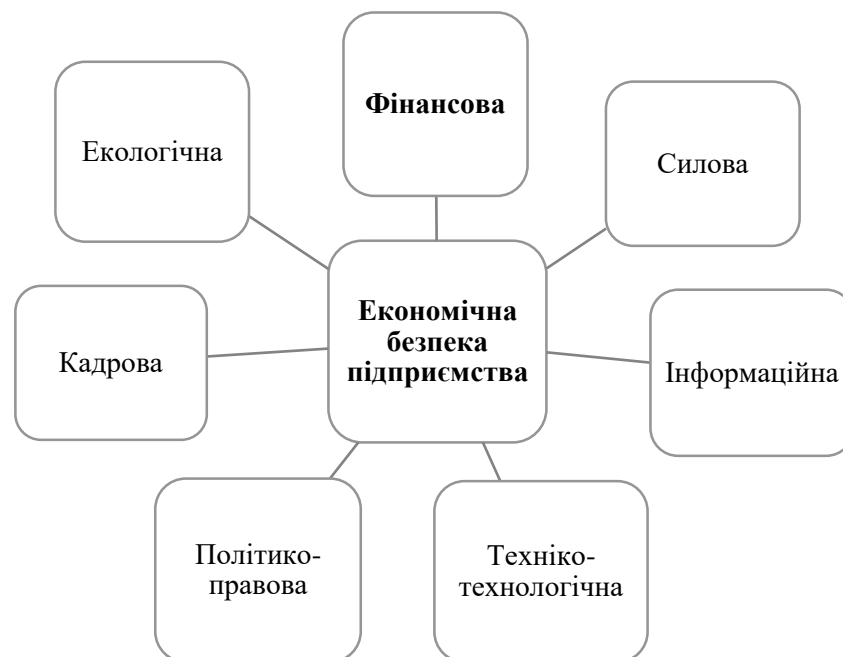 Фінансова
Екологічна
Силова
Економічна
безпека
підприємства
Кадрова
Інформаційна
Політико-
правова
Техніко-
технологічна